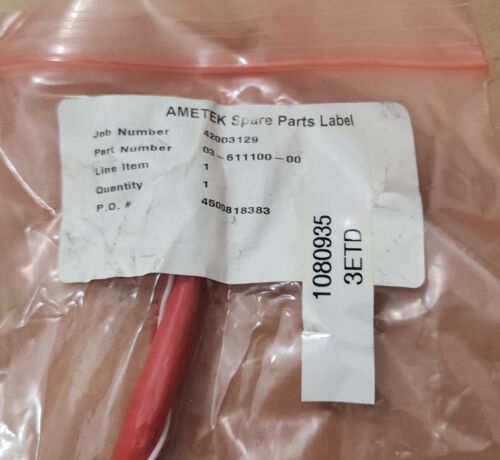 AMETEK Spare Parts Label
Job Number 42003129
Part Number 03-611100-00
Line Item 1
Quantity 1
P.O. # 4500818383
1080935
3ETD